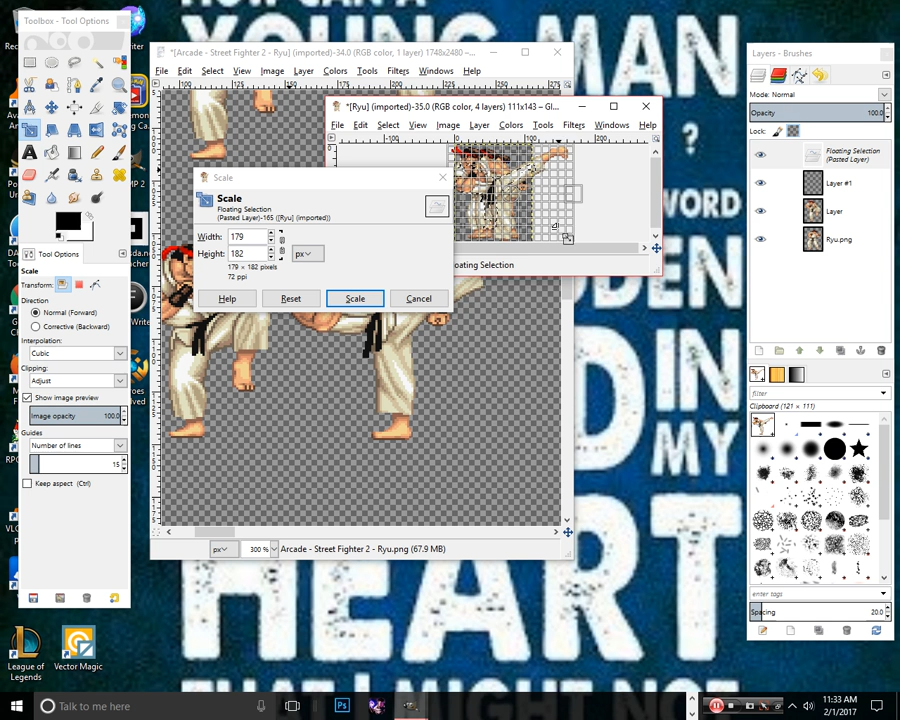 HOW CAN A
YOUNG MAN
?
WORD
IN
MY
HEART
THAT I MIGHT NOT
Toolbox - Tool Options
Tool Options
Scale
Transform:
Direction
Normal (Forward)
Corrective (Backward)
Interpolation:
Cubic
Clipping:
Adjust
Show image preview
Image opacity 100.0
Guides
Number of lines
15
Keep aspect (Ctrl)
*[Arcade - Street Fighter 2 - Ryu] (imported)-34.0 (RGB color, 1 layer) 1748x2480 –...
File Edit Select View Image Layer Colors Tools Filters Windows Help
*[Ryu] (imported)-35.0 (RGB color, 4 layers) 111x143 – GI...
File Edit Select View Image Layer Colors Tools Filters Windows Help
Scale
Scale
Floating Selection
(Pasted Layer)-165 ([Ryu] (imported))
Width: 179
Height: 182
px
179 × 182 pixels
72 ppi
Help Reset Scale Cancel
oating Selection
px 300 % Arcade - Street Fighter 2 - Ryu.png (67.9 MB)
Layers - Brushes
Mode: Normal
Opacity 100.0
Lock:
Floating Selection
(Pasted Layer)
Layer #1
Layer
Ryu.png
filter
Clipboard (121 × 111)
enter tags
Spacing 20.0
League of
Legends
Vector Magic
Talk to me here
Ps
11:33 AM
2/1/2017